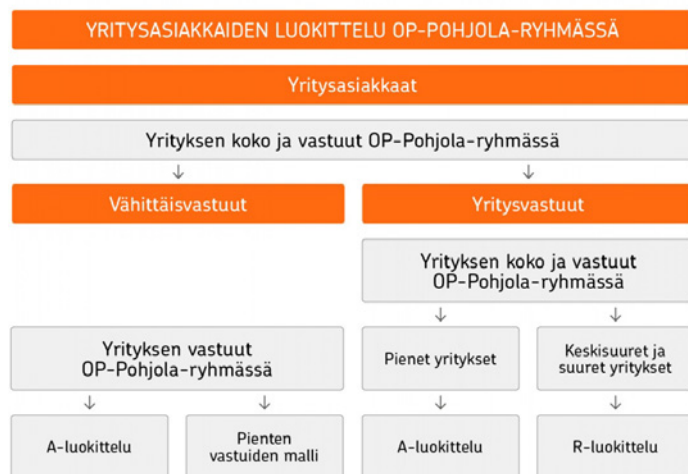 YRITYSASIAKKAIDEN LUOKITTELU OP-POHJOLA-RYHMÄSSÄ
Yritysasiakkaat
Yrityksen koko ja vastuut OP-Pohjola-ryhmässä
Vähittäisvastuut
Yritysvastuut
Yrityksen koko ja vastuut
OP-Pohjola-ryhmässä
Yrityksen vastuut
OP-Pohjola-ryhmässä
Pienet yritykset
Keskisuuret ja
suuret yritykset
A-luokittelu
Pienten
vastuiden malli
A-luokittelu
R-luokittelu